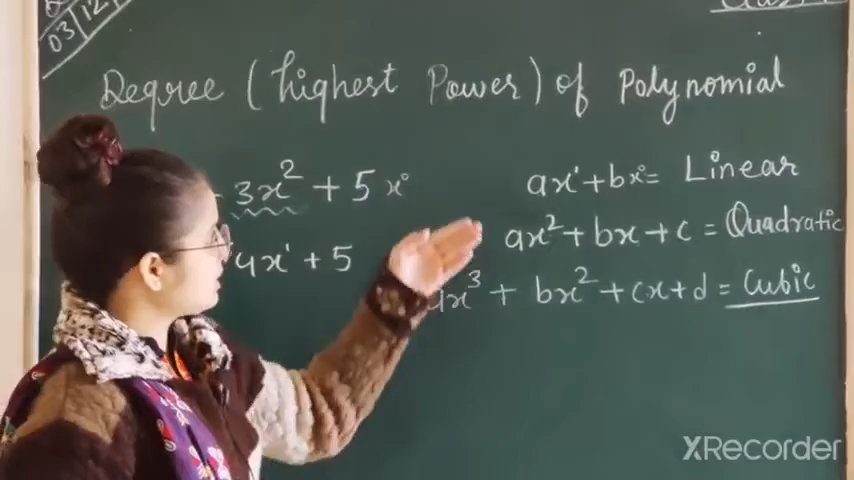 03 12
Degree (highest Power) of Polynomial
3x² + 5x⁰
4x¹ + 5
ax¹ + bx⁰ = Linear
ax² + bx + c = Quadratic
ax³ + bx² + cx + d = Cubic
XRecorder